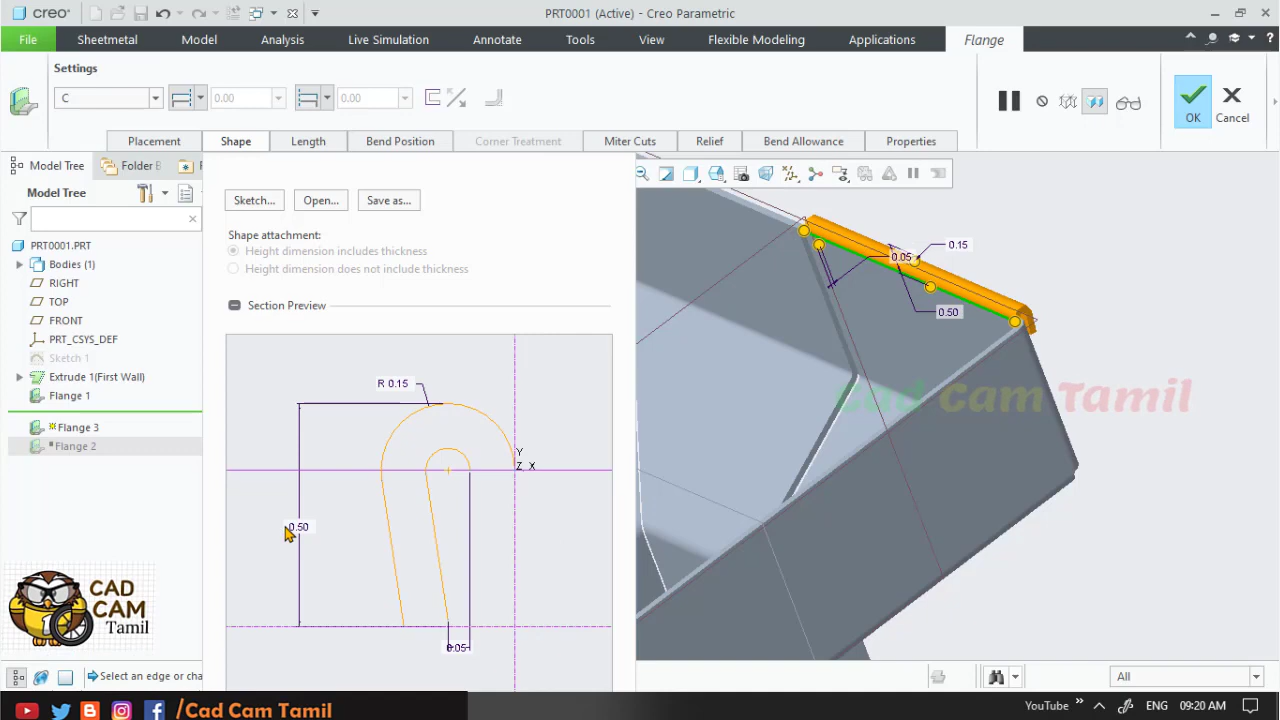 creo®
PRT0001 (Active) - Creo Parametric
File
Sheetmetal
Model
Analysis
Live Simulation
Annotate
Tools
View
Flexible Modeling
Applications
Flange
Settings
C
0.00
0.00
OK
Cancel
Placement
Shape
Length
Bend Position
Corner Treatment
Miter Cuts
Relief
Bend Allowance
Properties
Model Tree
Folder B
Model Tree
Sketch...
Open...
Save as...
Shape attachment:
Height dimension includes thickness
Height dimension does not include thickness
Section Preview
PRT0001.PRT
Bodies (1)
RIGHT
TOP
FRONT
PRT_CSYS_DEF
Sketch 1
Extrude 1(First Wall)
Flange 1
Flange 3
Flange 2
R 0.15
Y
Z X
0.50
0.05
0.15
0.05
0.50
Cad Cam Tamil
CAD
CAM
Tamil
Select an edge or cha
All
/Cad Cam Tamil
YouTube
ENG
09:20 AM